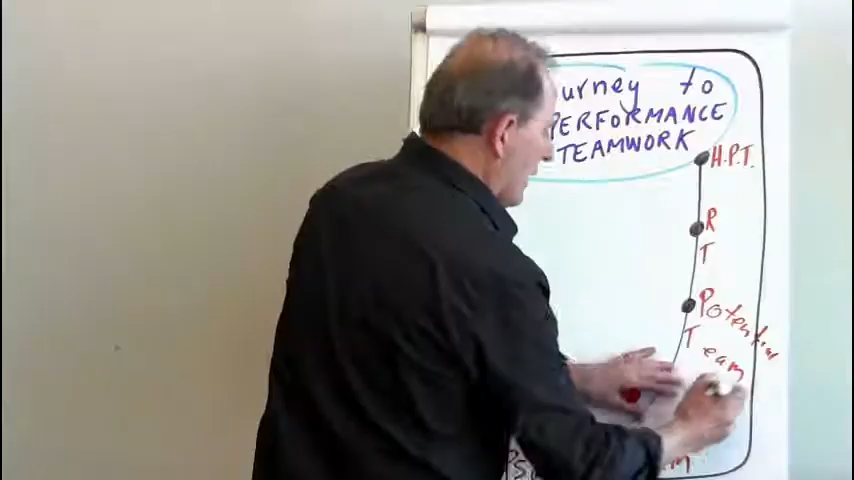 urney to
PERFORMANCE
TEAMWORK
H.P.T.
R
T
Potential
Team